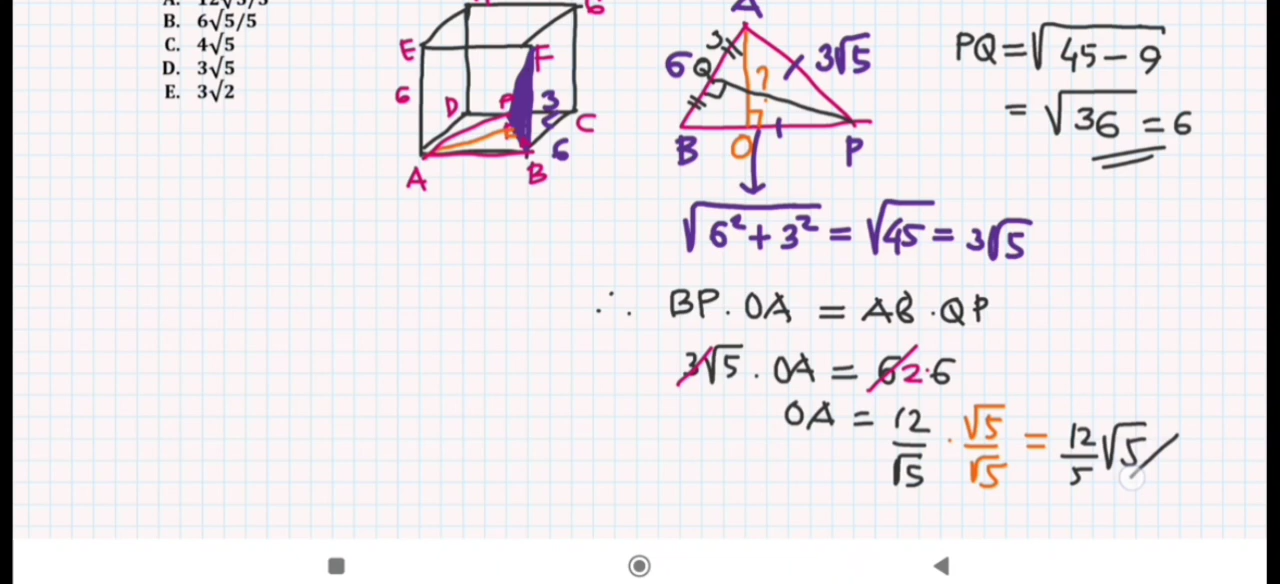 B. 6√5/5
C. 4√5
D. 3√5
E. 3√2
E
F
6
D
3
C
6
A
B
A
3
6
Q
?
3√5
B
O
P
PQ = √45 − 9
= √36 = 6
√6² + 3² = √45 = 3√5
∴ BP . OA = AB . QP
3√5 . OA = 6 2 . 6
OA = 12/√5 . √5/√5 = 12/5 √5